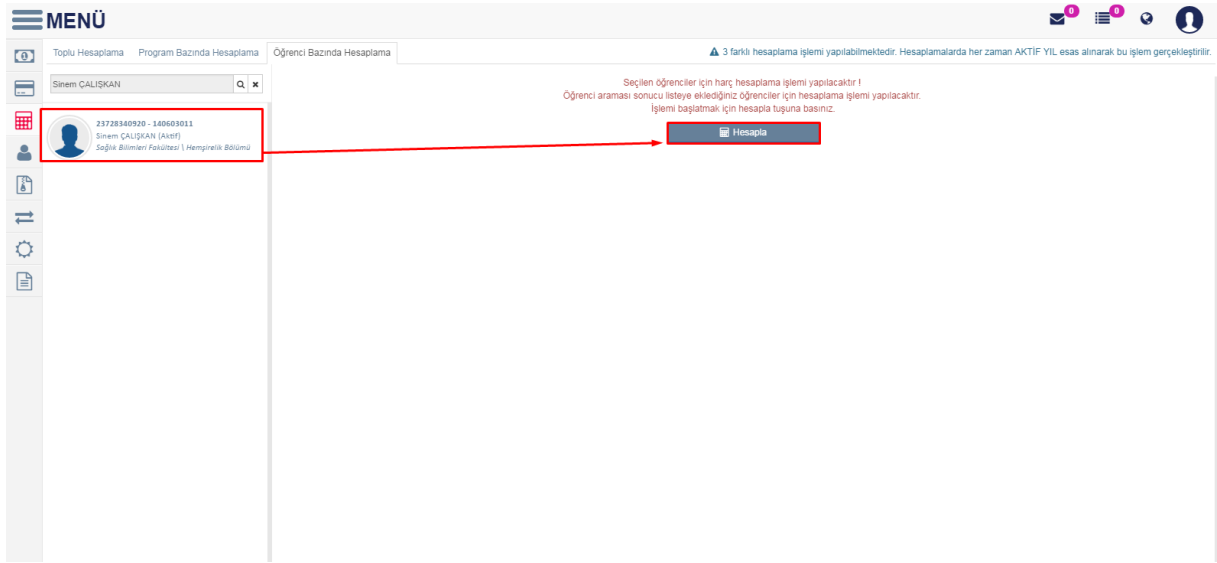 MENÜ
0
0
Toplu Hesaplama
Program Bazında Hesaplama
Öğrenci Bazında Hesaplama
3 farklı hesaplama işlemi yapılabilmektedir. Hesaplamalarda her zaman AKTİF YIL esas alınarak bu işlem gerçekleştirilir.
Sinem ÇALIŞKAN
Seçilen öğrenciler için harç hesaplama işlemi yapılacaktır !
Öğrenci araması sonucu listeye eklediğiniz öğrenciler için hesaplama işlemi yapılacaktır.
İşlemi başlatmak için hesapla tuşuna basınız.
Hesapla
23728340920 - 140603011
Sinem ÇALIŞKAN (Aktif)
Sağlık Bilimleri Fakültesi \ Hemşirelik Bölümü